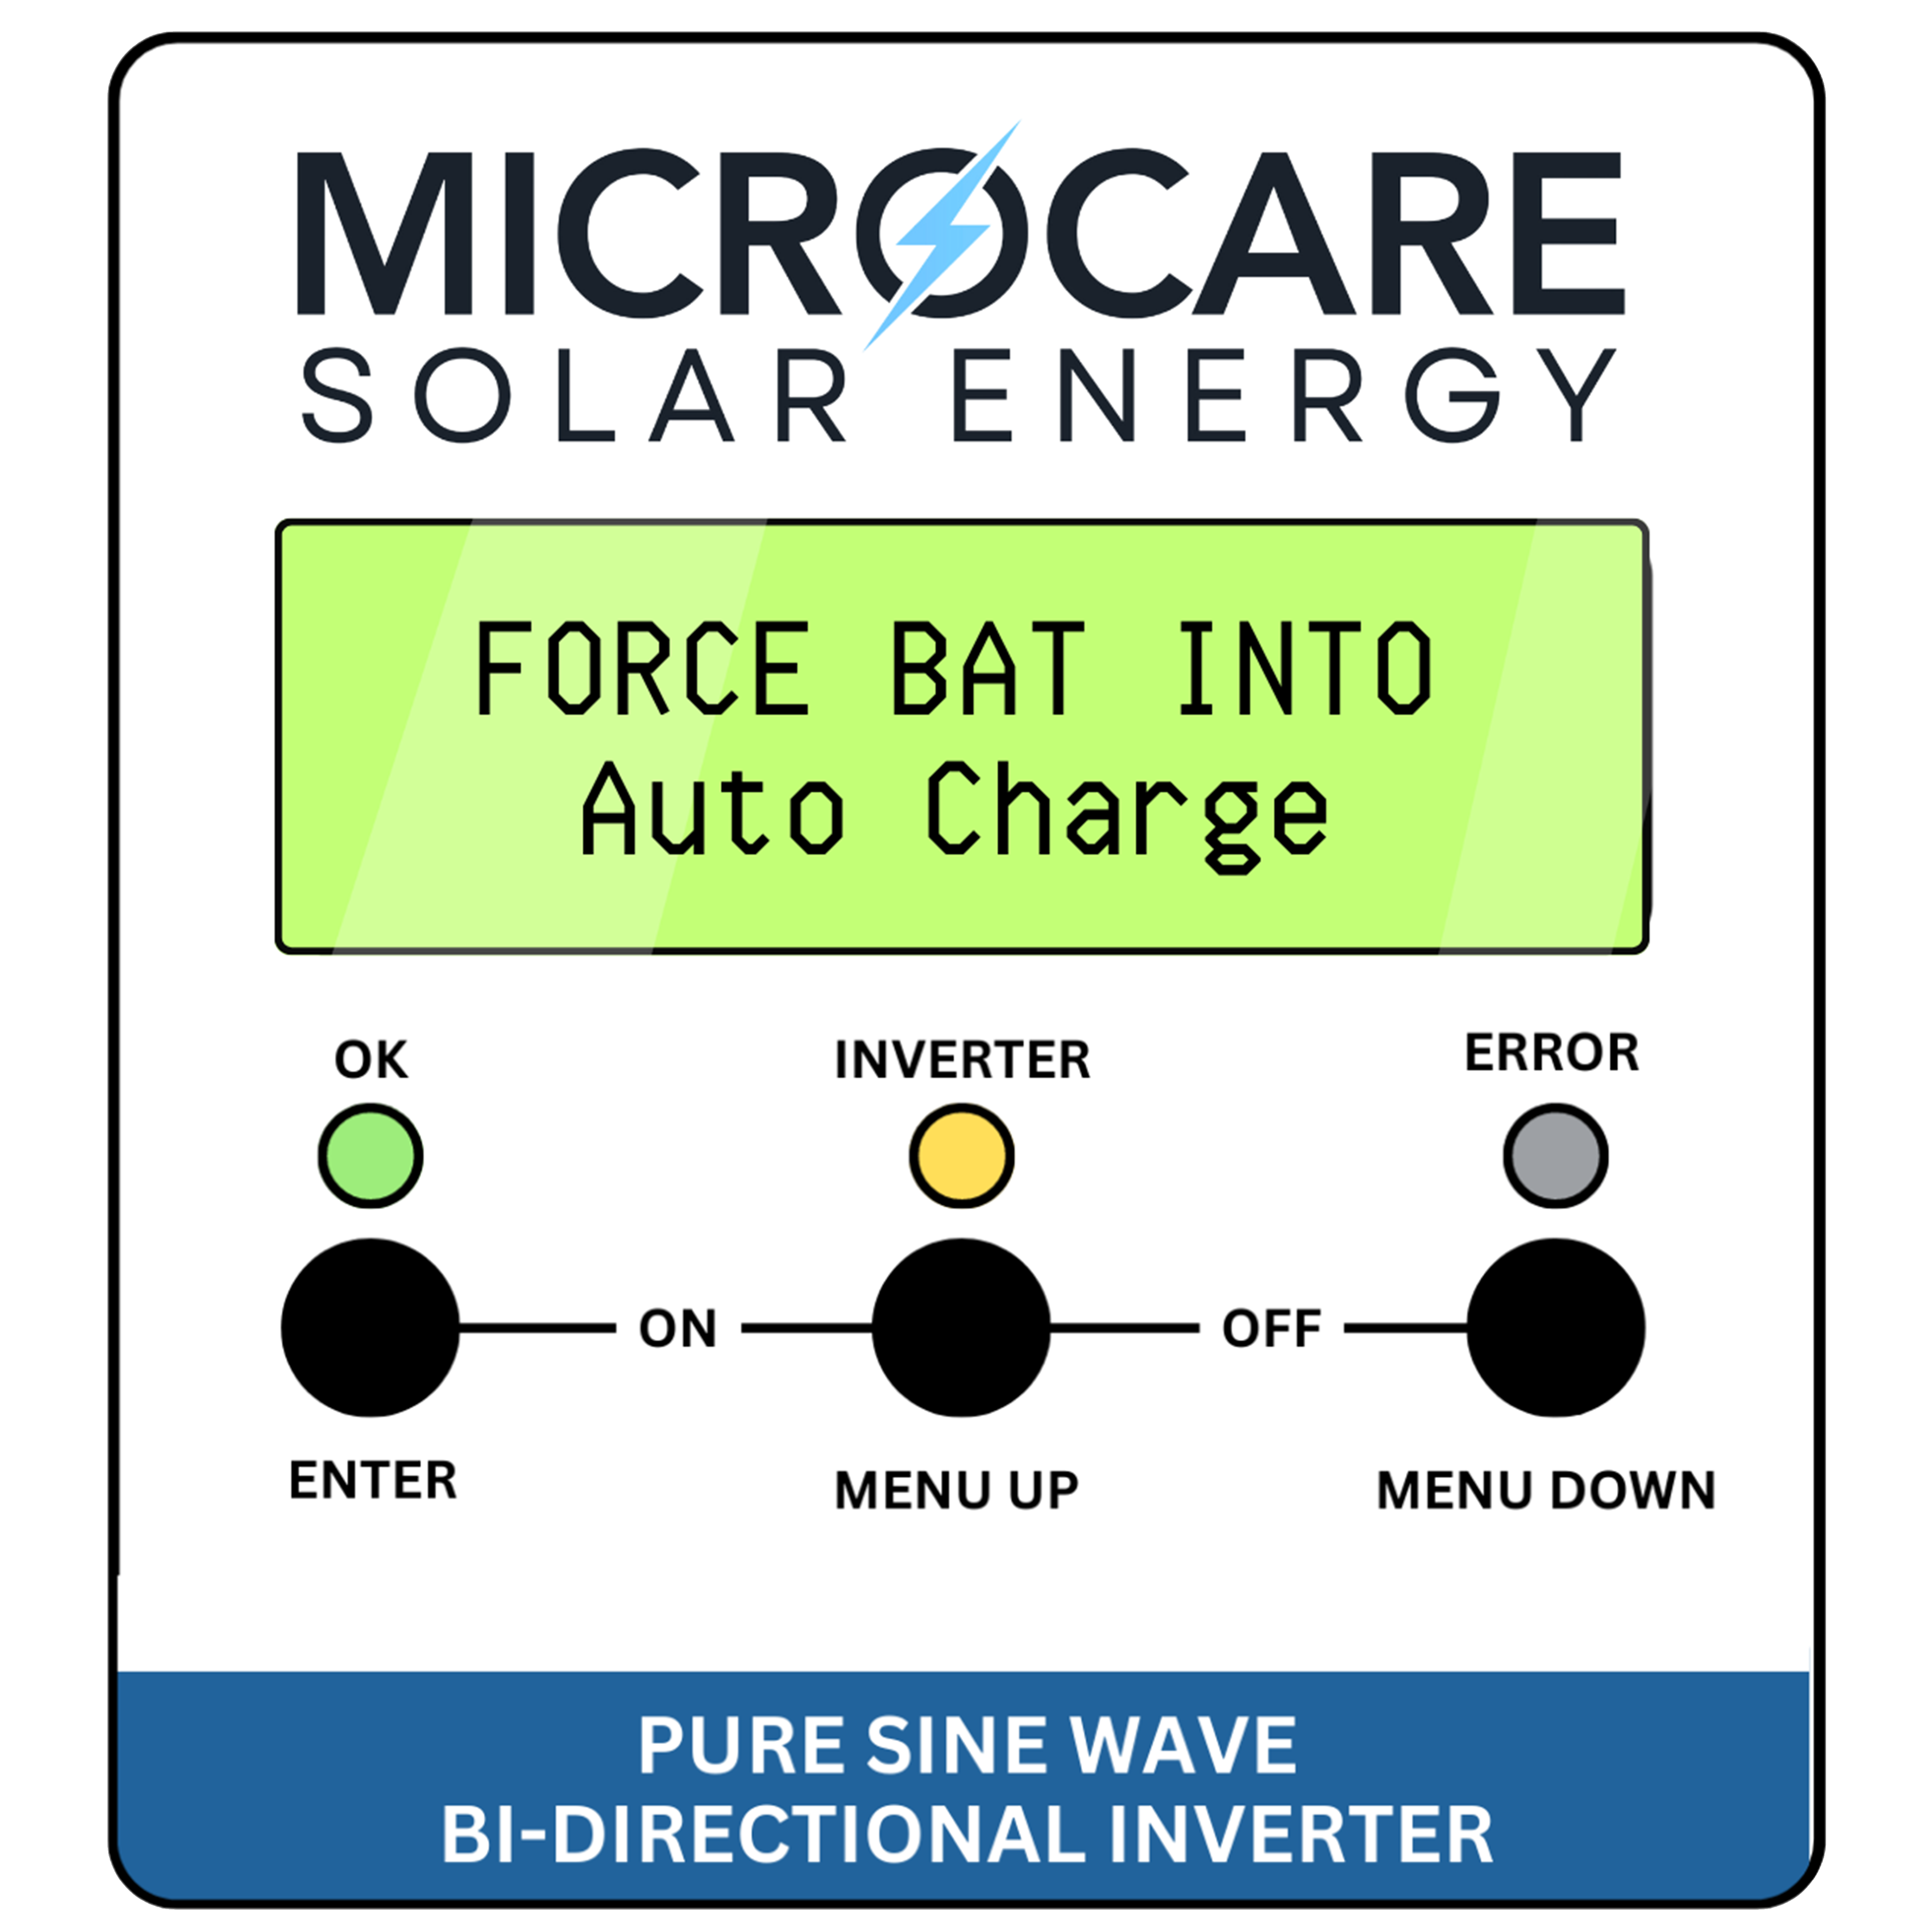 MICROCARE
SOLAR ENERGY
FORCE BAT INTO
Auto Charge
OK INVERTER ERROR
ON OFF
ENTER MENU UP MENU DOWN
PURE SINE WAVE
BI-DIRECTIONAL INVERTER